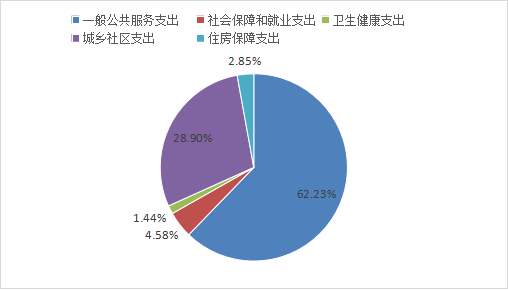 一般公共服务支出 社会保障和就业支出 卫生健康支出
城乡社区支出 住房保障支出
2.85%
28.90%
62.23%
1.44%
4.58%